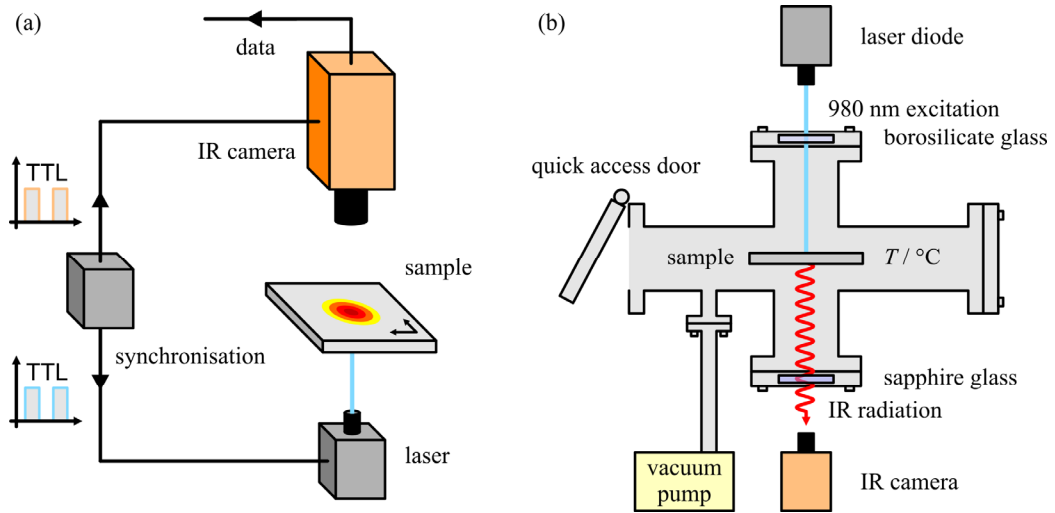 (a)
data
IR camera
TTL
sample
synchronisation
TTL
laser
(b)
laser diode
980 nm excitation
borosilicate glass
quick access door
sample
T / °C
sapphire glass
IR radiation
vacuum
pump
IR camera